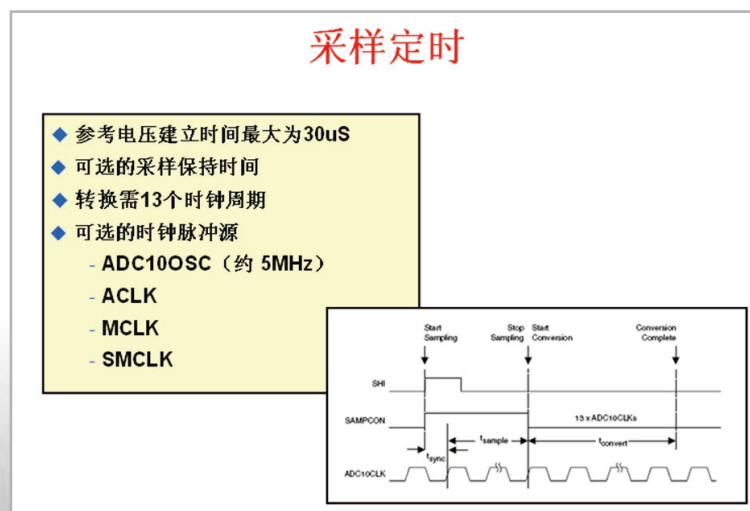 采样定时
参考电压建立时间最大为30uS
可选的采样保持时间
转换需13个时钟周期
可选的时钟脉冲源
- ADC10OSC（约 5MHz）
- ACLK
- MCLK
- SMCLK
Start Sampling
Stop Sampling
Start Conversion
Conversion Complete
SHI
SAMPCON
13 x ADC10CLKs
tsample
tconvert
tsync
ADC10CLK